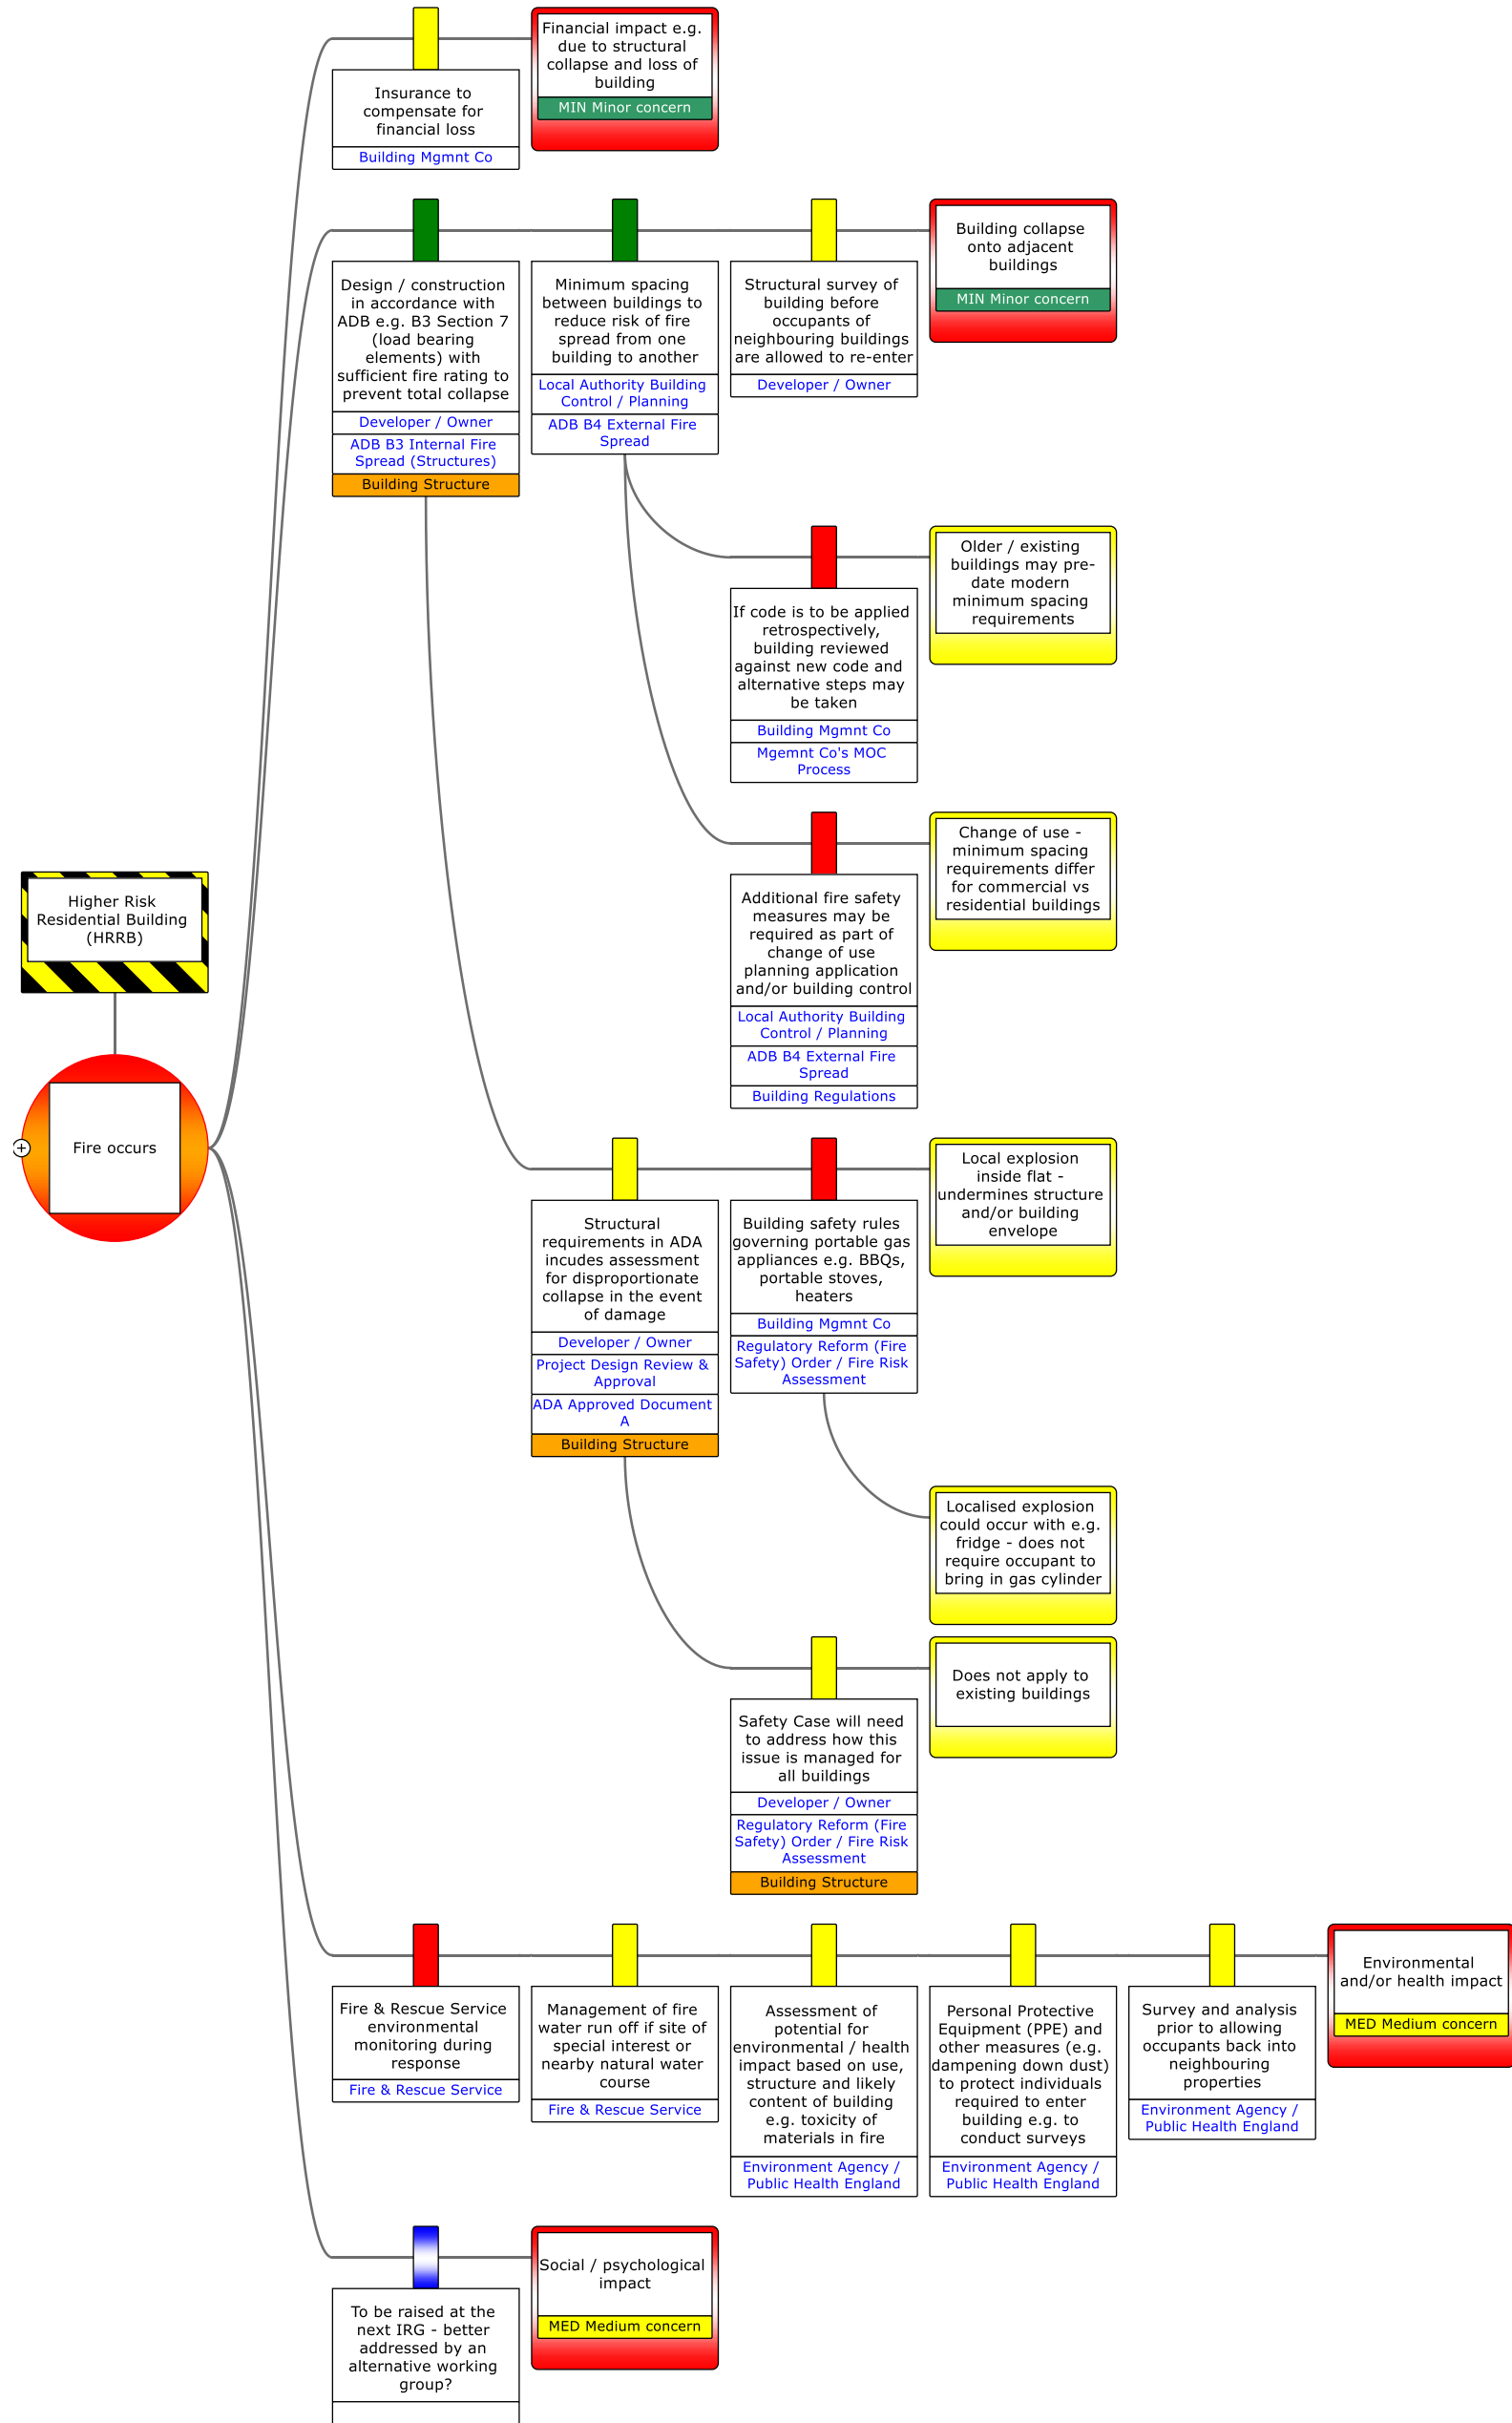 Financial impact e.g.
due to structural
collapse and loss of
building
MIN Minor concern
Insurance to
compensate for
financial loss
Building Mgmnt Co
Building collapse
onto adjacent
buildings
MIN Minor concern
Design / construction
in accordance with
ADB e.g. B3 Section 7
(load bearing
elements) with
sufficient fire rating to
prevent total collapse
Developer / Owner
ADB B3 Internal Fire
Spread (Structures)
Building Structure
Minimum spacing
between buildings to
reduce risk of fire
spread from one
building to another
Local Authority Building
Control / Planning
ADB B4 External Fire
Spread
Structural survey of
building before
occupants of
neighbouring buildings
are allowed to re-enter
Developer / Owner
Older / existing
buildings may pre-
date modern
minimum spacing
requirements
If code is to be applied
retrospectively,
building reviewed
against new code and
alternative steps may
be taken
Building Mgmnt Co
Mgemnt Co's MOC
Process
Change of use -
minimum spacing
requirements differ
for commercial vs
residential buildings
Additional fire safety
measures may be
required as part of
change of use
planning application
and/or building control
Local Authority Building
Control / Planning
ADB B4 External Fire
Spread
Building Regulations
Higher Risk
Residential Building
(HRRB)
Fire occurs
Local explosion
inside flat -
undermines structure
and/or building
envelope
Structural
requirements in ADA
incudes assessment
for disproportionate
collapse in the event
of damage
Developer / Owner
Project Design Review &
Approval
ADA Approved Document
A
Building Structure
Building safety rules
governing portable gas
appliances e.g. BBQs,
portable stoves,
heaters
Building Mgmnt Co
Regulatory Reform (Fire
Safety) Order / Fire Risk
Assessment
Localised explosion
could occur with e.g.
fridge - does not
require occupant to
bring in gas cylinder
Does not apply to
existing buildings
Safety Case will need
to address how this
issue is managed for
all buildings
Developer / Owner
Regulatory Reform (Fire
Safety) Order / Fire Risk
Assessment
Building Structure
Environmental
and/or health impact
MED Medium concern
Fire & Rescue Service
environmental
monitoring during
response
Fire & Rescue Service
Management of fire
water run off if site of
special interest or
nearby natural water
course
Fire & Rescue Service
Assessment of
potential for
environmental / health
impact based on use,
structure and likely
content of building
e.g. toxicity of
materials in fire
Environment Agency /
Public Health England
Personal Protective
Equipment (PPE) and
other measures (e.g.
dampening down dust)
to protect individuals
required to enter
building e.g. to
conduct surveys
Environment Agency /
Public Health England
Survey and analysis
prior to allowing
occupants back into
neighbouring
properties
Environment Agency /
Public Health England
Social / psychological
impact
MED Medium concern
To be raised at the
next IRG - better
addressed by an
alternative working
group?